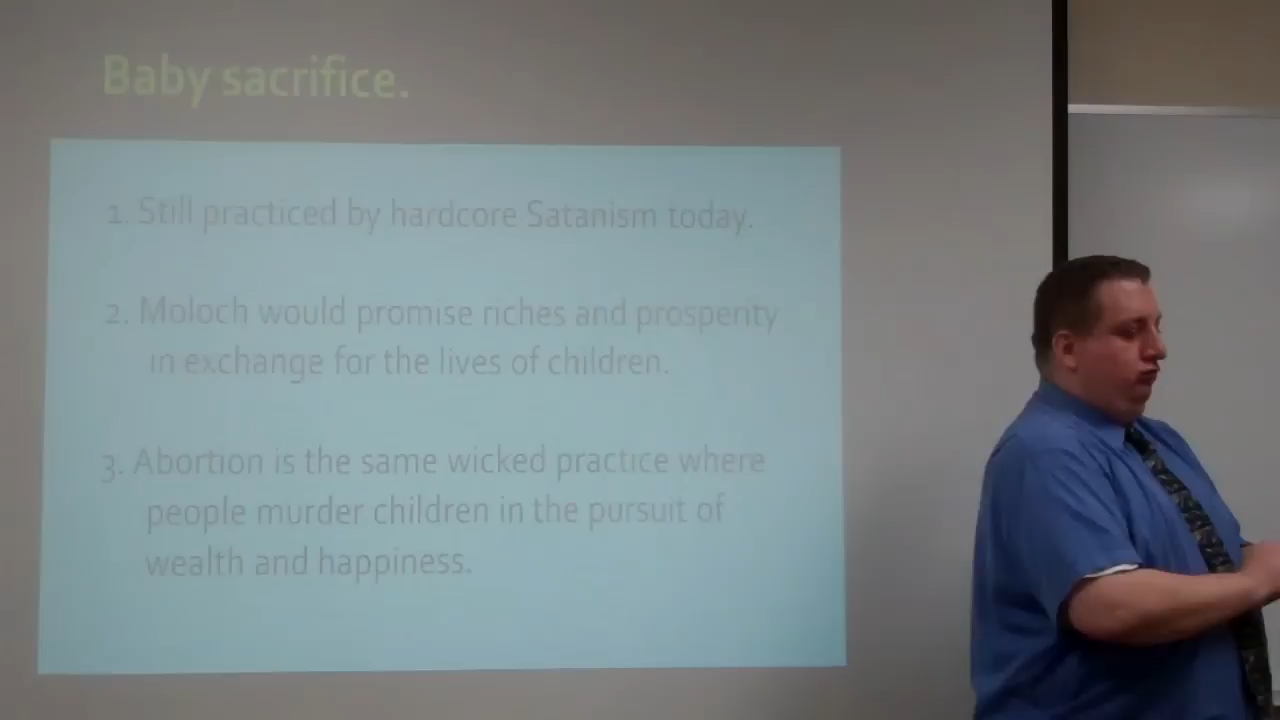 Baby sacrifice.
1. Still practiced by hardcore Satanism today.
2. Moloch would promise riches and prosperity
in exchange for the lives of children.
3. Abortion is the same wicked practice where
people murder children in the pursuit of
wealth and happiness.